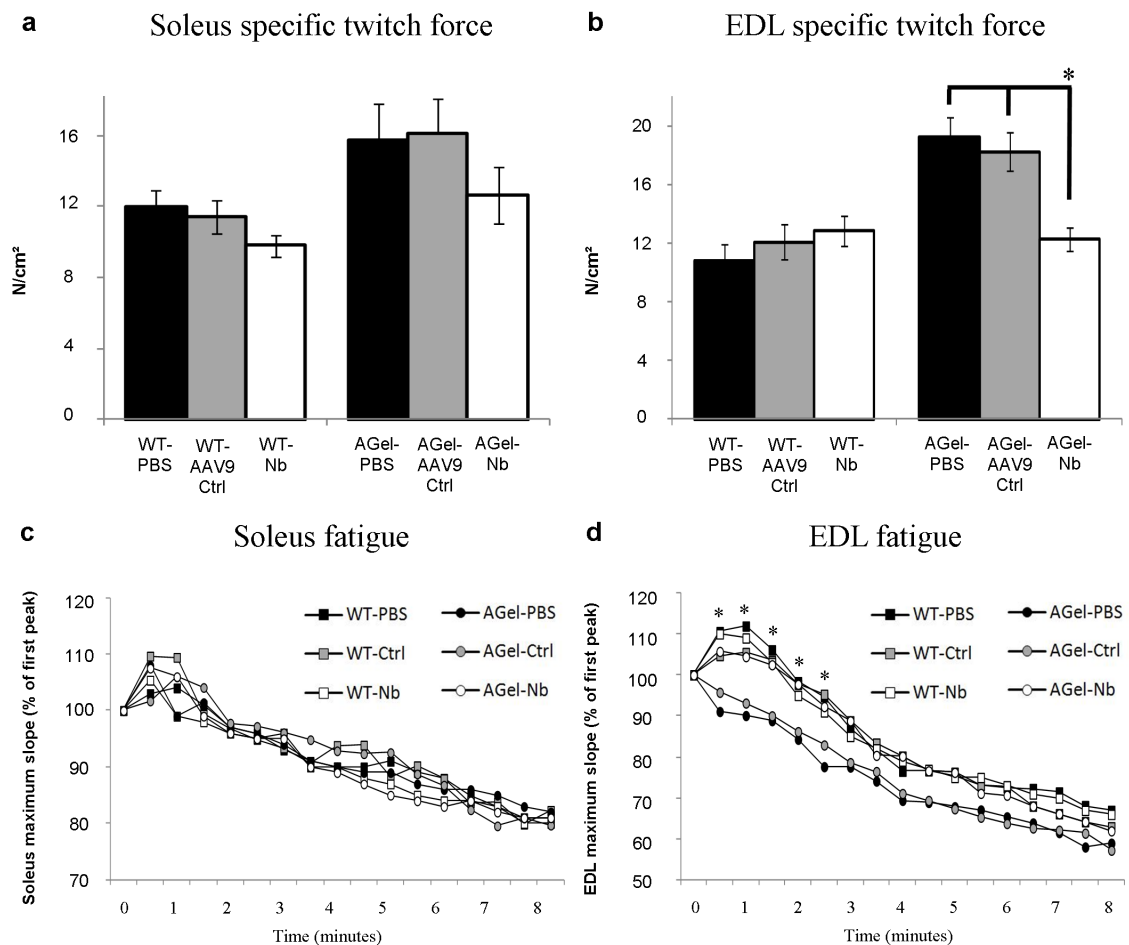 a
Soleus specific twitch force
N/cm²
16
12
8
4
0
WT-
PBS
WT-
AAV9
Ctrl
WT-
Nb
AGel-
PBS
AGel-
AAV9
Ctrl
AGel-
Nb
b
EDL specific twitch force
*
N/cm²
20
16
12
8
4
0
WT-
PBS
WT-
AAV9
Ctrl
WT-
Nb
AGel-
PBS
AGel-
AAV9
Ctrl
AGel-
Nb
c
Soleus fatigue
Soleus maximum slope (% of first peak)
120
110
100
90
80
70
WT-PBS
AGel-PBS
WT-Ctrl
AGel-Ctrl
WT-Nb
AGel-Nb
0 1 2 3 4 5 6 7 8
Time (minutes)
d
EDL fatigue
EDL maximum slope (% of first peak)
120
110
100
90
80
70
60
50
* * * * *
WT-PBS
AGel-PBS
WT-Ctrl
AGel-Ctrl
WT-Nb
AGel-Nb
0 1 2 3 4 5 6 7 8
Time (minutes)